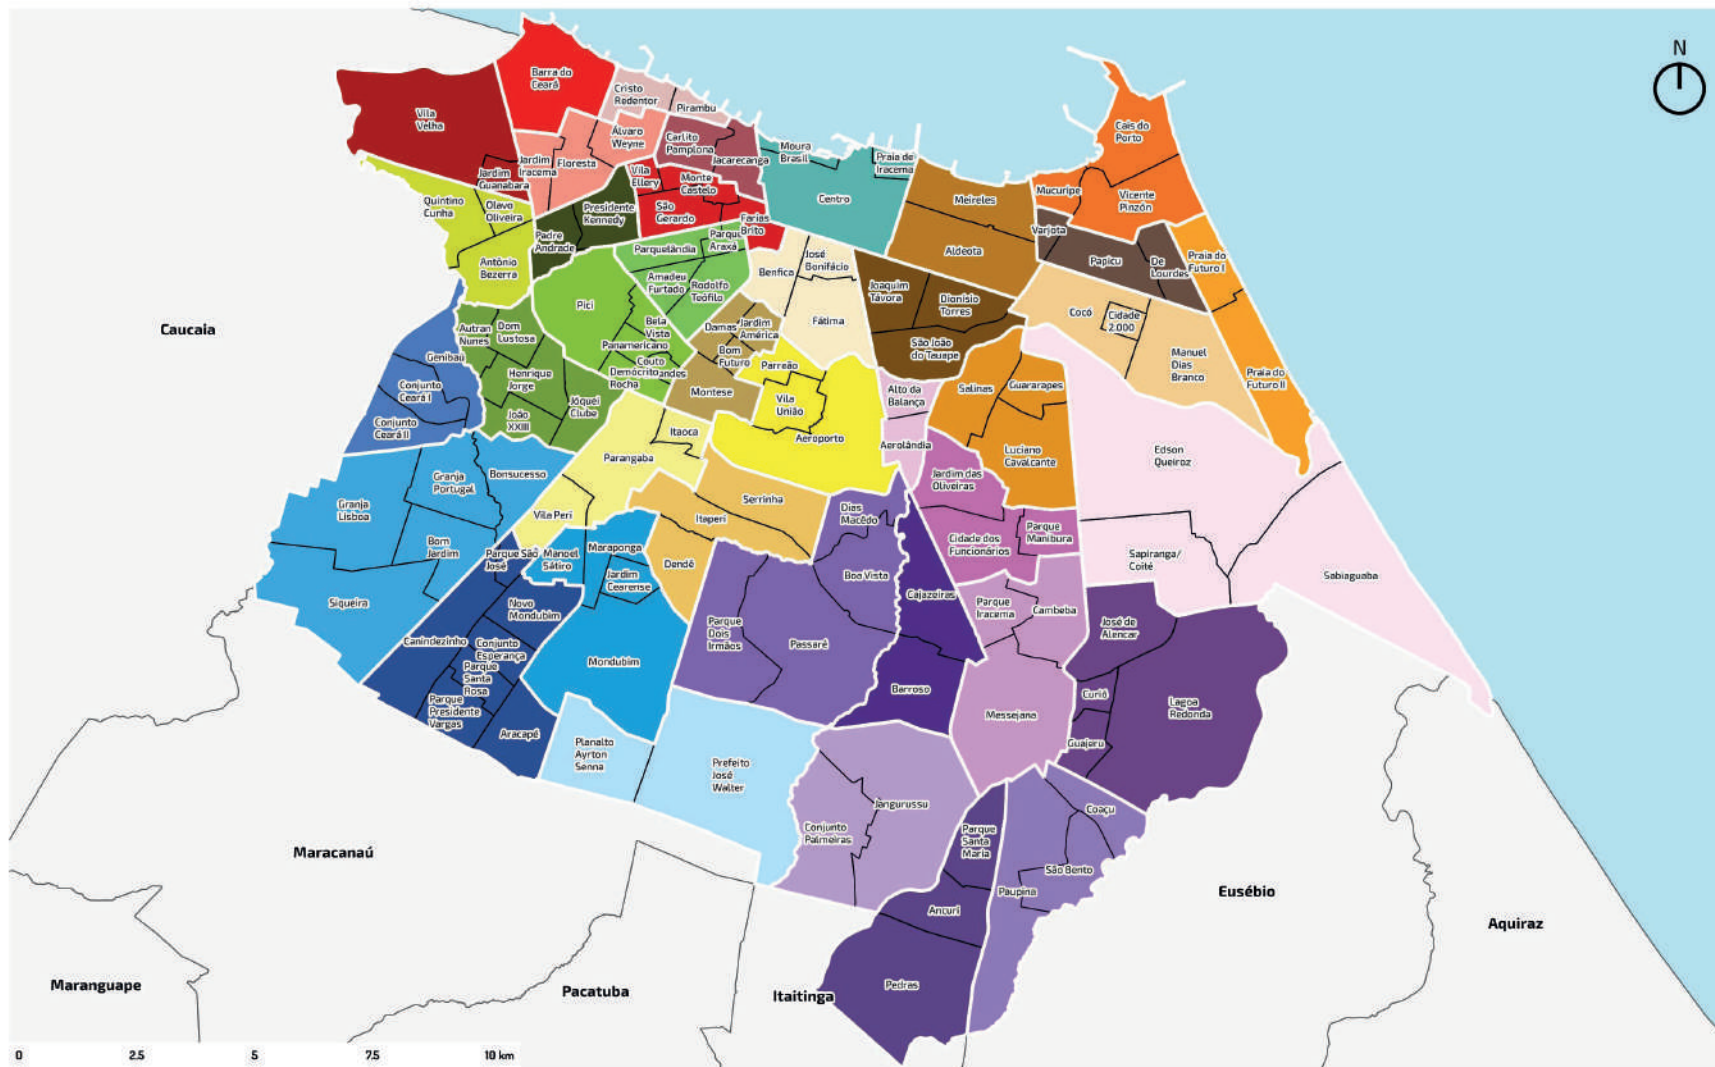 N
Barra do
Ceará
Cristo
Redentor
Pirambu
Vila
Velha
Álvaro
Weyne
Carlito
Pamplona
Jacarecanga
Moura
Brasil
Praia de
Iracema
Cais do
Porto
Jardim
Iracema
Floresta
Jardim
Guanabara
Vila
Ellery
Monte
Castelo
São
Gerardo
Farias
Brito
Centro
Meireles
Mucuripe
Vicente
Pinzón
Quintino
Cunha
Olavo
Oliveira
Presidente
Kennedy
Padre
Andrade
Parquelândia
Parque
Araxá
Varjota
Aldeota
Papicu
De
Lourdes
Praia do
Futuro I
Antônio
Bezerra
Amadeu
Furtado
Rodolfo
Teófilo
Benfica
José
Bonifácio
Joaquim
Távora
Dionísio
Torres
Pici
Bela
Vista
Panamericano
Couto
andes
Demócrito
Rocha
Damas
Jardim
América
Bom
Futuro
Fátima
Cocó
Cidade
2.000
Caucaia
Autran
Nunes
Dom
Lustosa
Genibaú
Henrique
Jorge
São João
do Tauape
Manuel
Dias
Branco
Praia do
Futuro II
Conjunto
Ceará I
Conjunto
Ceará II
João
XXIII
Jóquei
Clube
Montese
Parreão
Vila
União
Alto da
Balança
Salinas
Guararapes
Itaoca
Aeroporto
Aerolândia
Luciano
Cavalcante
Edson
Queiroz
Parangaba
Bonsucesso
Granja
Portugal
Granja
Lisboa
Jardim das
Oliveiras
Serrinha
Itaperi
Vila Peri
Dias
Macêdo
Cidade dos
Funcionários
Parque
Manibura
Bom
Jardim
Parque São
José
Manoel
Sátiro
Maraponga
Jardim
Cearense
Dendê
Boa Vista
Sapiranga/
Coité
Sabiaguaba
Siqueira
Novo
Mondubim
Cajazeiras
Parque
Iracema
Cambeba
José de
Alencar
Canindezinho
Conjunto
Esperança
Parque
Santa
Rosa
Parque
Presidente
Vargas
Mondubim
Parque
Dois
Irmãos
Passaré
Barroso
Messejana
Curió
Lagoa
Redonda
Guajeru
Aracapé
Planalto
Ayrton
Senna
Prefeito
José
Walter
Jangurussu
Conjunto
Palmeiras
Coaçu
Parque
Santa
Maria
São Bento
Paupina
Ancuri
Pedras
Maracanaú
Eusébio
Aquiraz
Maranguape
Pacatuba
Itaitinga
0 2.5 5 7.5 10 km